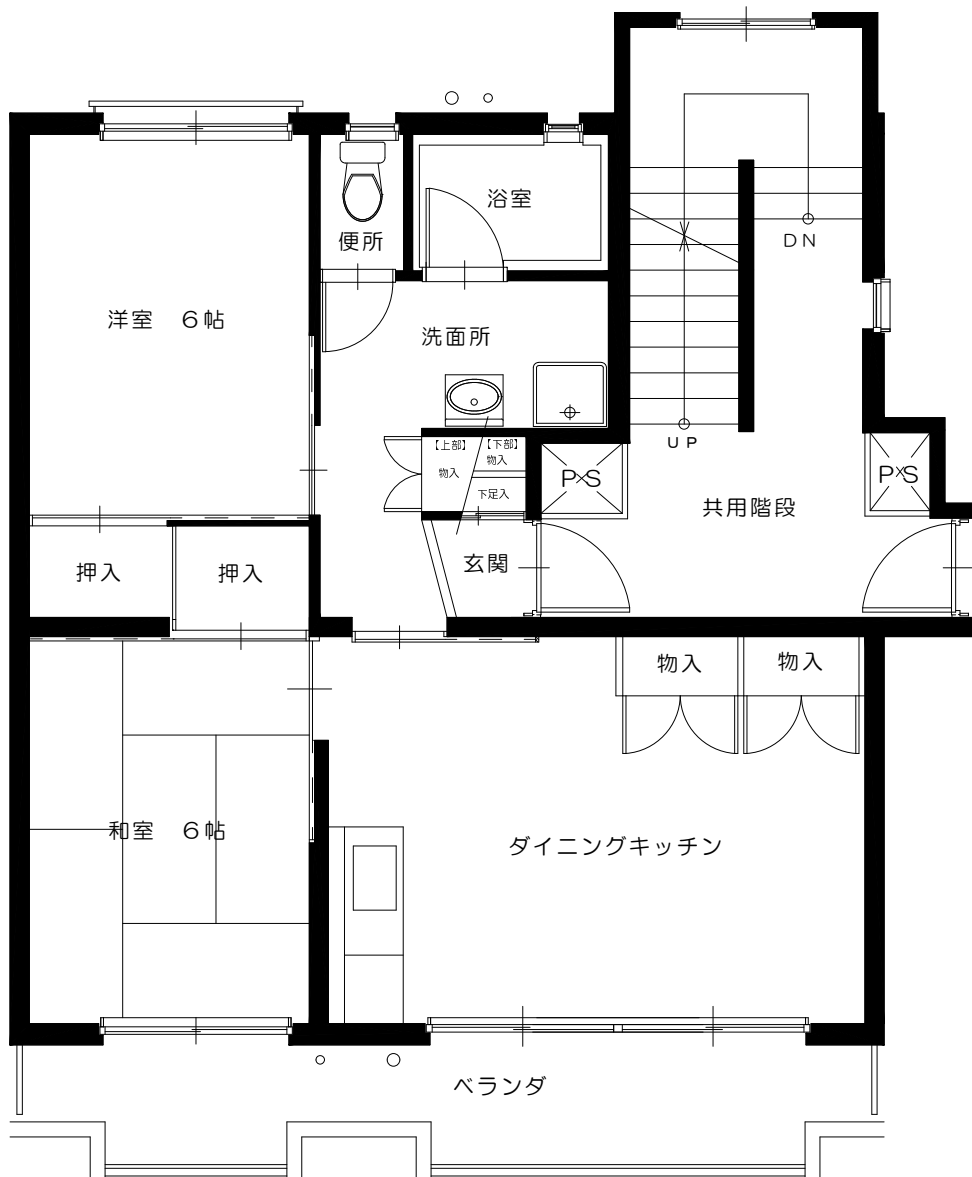 浴室
便所
DN
洋室 6帖
洗面所
UP
【上部】
物入
【下部】
物入
下足入
PS
PS
共用階段
玄関
押入
押入
物入
物入
和室 6帖
ダイニングキッチン
ベランダ